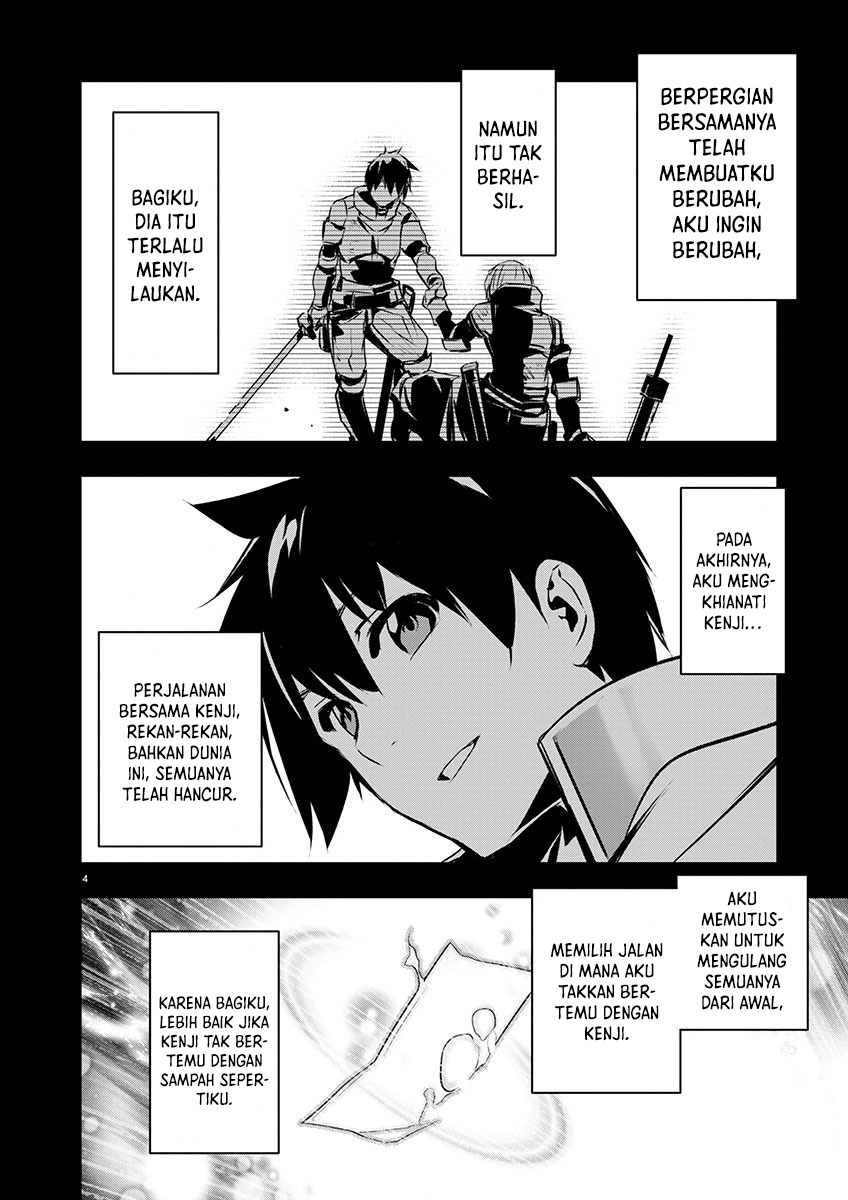 BERPERGIAN
BERSAMANYA
TELAH
MEMBUATKU
BERUBAH,
AKU INGIN
BERUBAH,
NAMUN
ITU TAK
BERHA-
SIL.
BAGIKU,
DIA ITU
TERLALU
MENYI-
LAUKAN.
PADA
AKHIRNYA,
AKU MENG-
KHIANATI
KENJI...
PERJALANAN
BERSAMA KENJI,
REKAN-REKAN,
BAHKAN DUNIA
INI, SEMUANYA
TELAH HANCUR.
4
AKU
MEMUTUS-
KAN UNTUK
MENGULANG
SEMUANYA
DARI AWAL,
MEMILIH JALAN
DI MANA AKU
TAKKAN BER-
TEMU DENGAN
KENJI.
KARENA BAGIKU,
LEBIH BAIK JIKA
KENJI TAK BER-
TEMU DENGAN
SAMPAH SEPER-
TIKU.